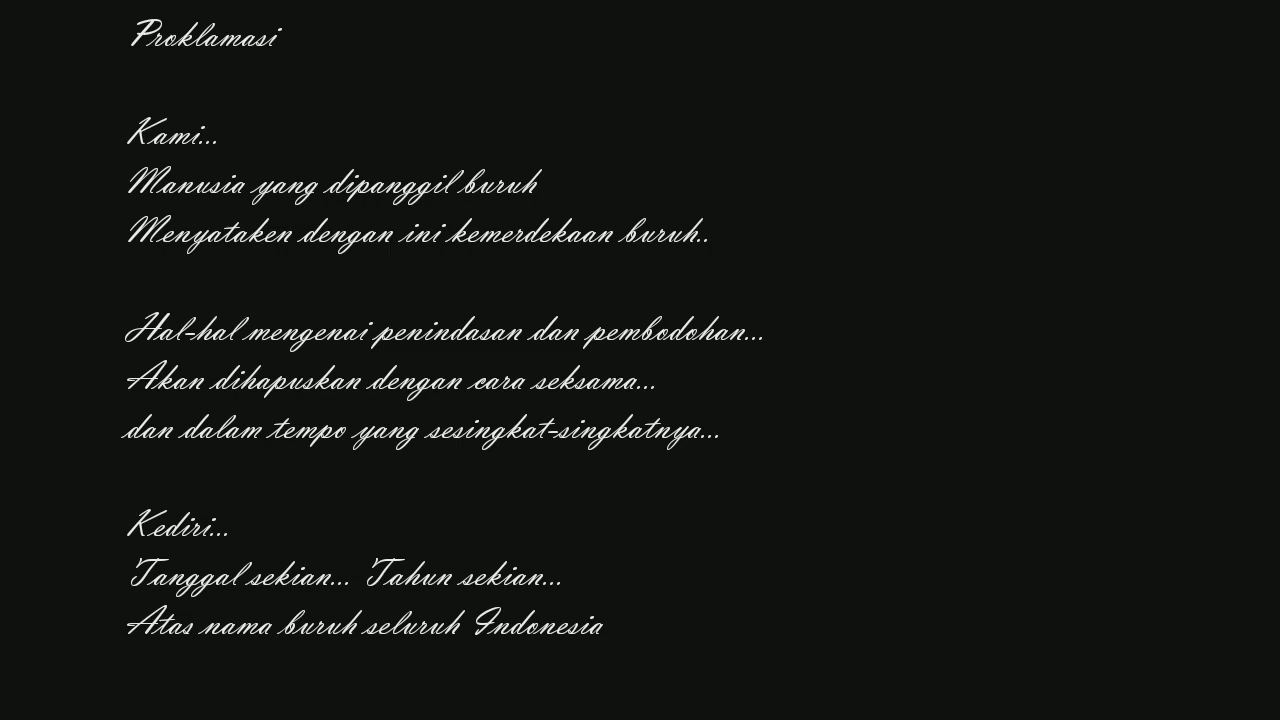 Proklamasi
Kami...
Manusia yang dipanggil buruh
Menyataken dengan ini kemerdekaan buruh..
Hal-hal mengenai penindasan dan pembodohan...
Akan dihapuskan dengan cara seksama...
dan dalam tempo yang sesingkat-singkatnya...
Kediri...
Tanggal sekian... Tahun sekian...
Atas nama buruh seluruh Indonesia